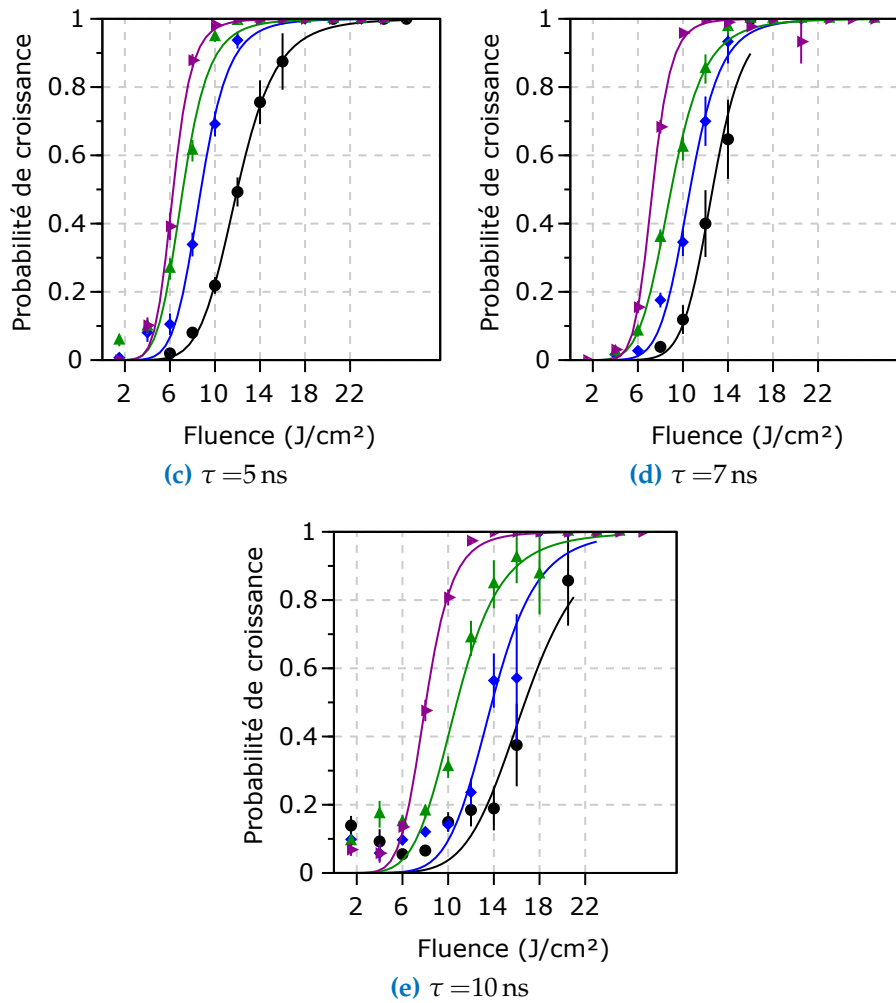 1
0.8
0.6
0.4
0.2
0
Probabilité de croissance
2 6 10 14 18 22
Fluence (J/cm²)
(c) τ =5 ns
1
0.8
0.6
0.4
0.2
0
Probabilité de croissance
2 6 10 14 18 22
Fluence (J/cm²)
(d) τ =7 ns
1
0.8
0.6
0.4
0.2
0
Probabilité de croissance
2 6 10 14 18 22
Fluence (J/cm²)
(e) τ =10 ns